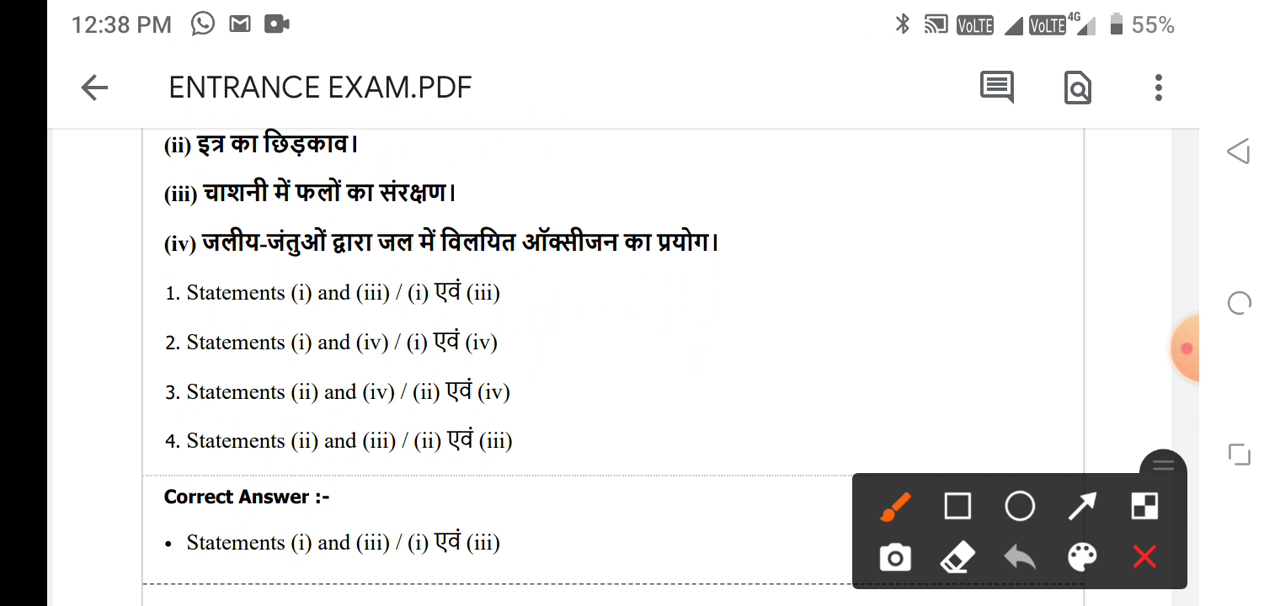 12:38 PM VoLTE VoLTE 4G 55%
ENTRANCE EXAM.PDF
(ii) इत्र का छिड़काव।
(iii) चाशनी में फलों का संरक्षण।
(iv) जलीय-जंतुओं द्वारा जल में विलयित ऑक्सीजन का प्रयोग।
1. Statements (i) and (iii) / (i) एवं (iii)
2. Statements (i) and (iv) / (i) एवं (iv)
3. Statements (ii) and (iv) / (ii) एवं (iv)
4. Statements (ii) and (iii) / (ii) एवं (iii)
Correct Answer :-
• Statements (i) and (iii) / (i) एवं (iii)